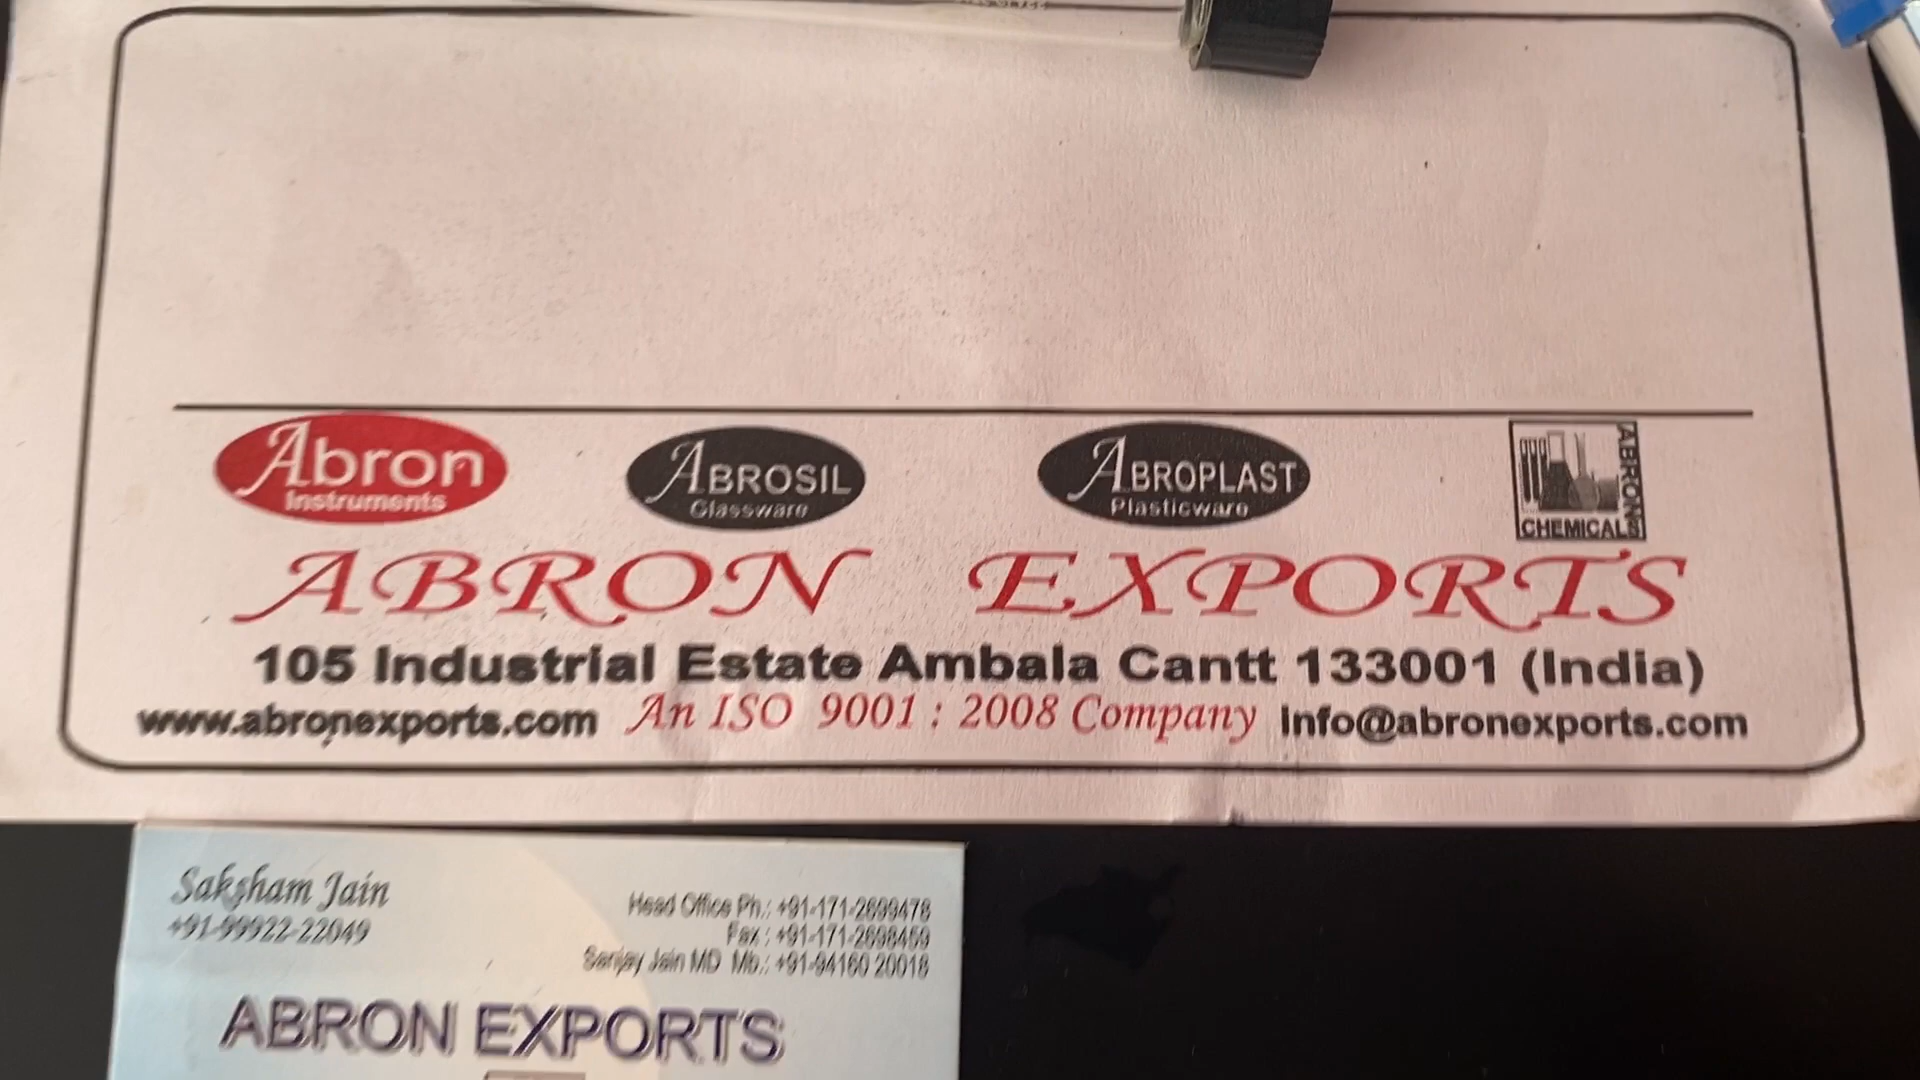 Abron
Instruments
ABROSIL
Glassware
ABROPLAST
Plasticware
ABRON
CHEMICALS
ABRON EXPORTS
105 Industrial Estate Ambala Cantt 133001 (India)
www.abronexports.com An ISO 9001 : 2008 Company info@abronexports.com
Saksham Jain
+91-99922-22049
Head Office Ph.: +91-171-2699478
Fax : +91-171-2698459
Sanjay Jain MD Mb.: +91-94160 20018
ABRON EXPORTS